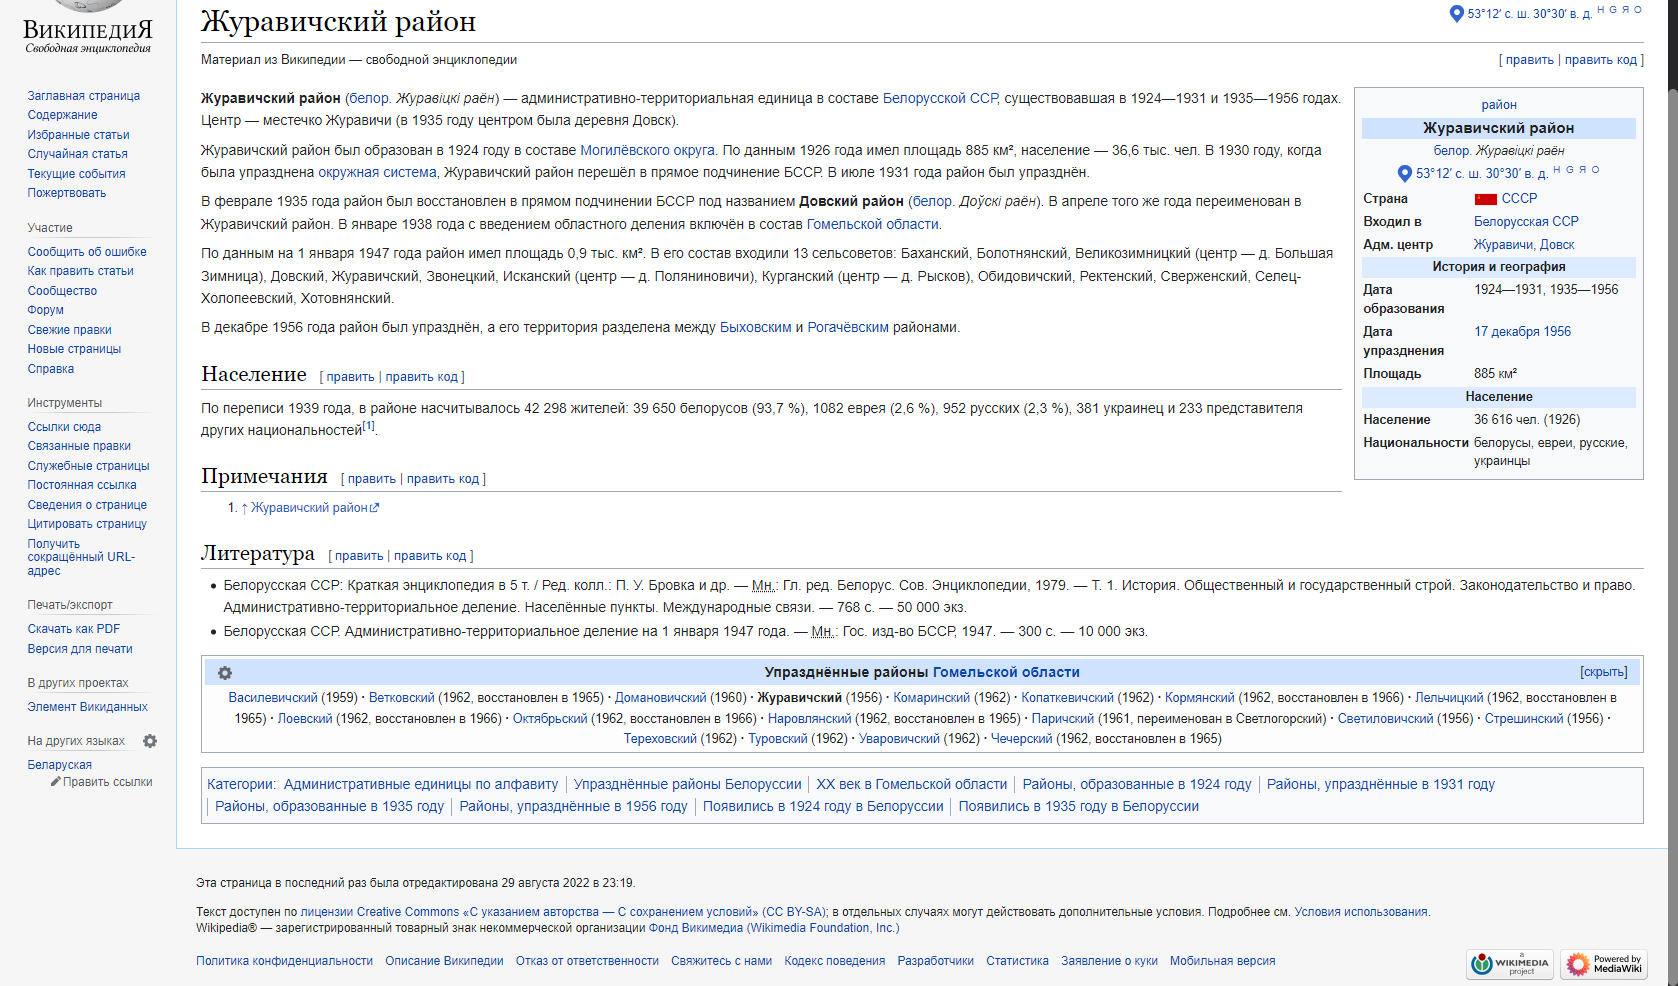 ВикипедиЯ
Свободная энциклопедия
Заглавная страница
Содержание
Избранные статьи
Случайная статья
Текущие события
Пожертвовать
Участие
Сообщить об ошибке
Как править статьи
Сообщество
Форум
Свежие правки
Новые страницы
Справка
Инструменты
Ссылки сюда
Связанные правки
Служебные страницы
Постоянная ссылка
Сведения о странице
Цитировать страницу
Получить
сокращённый URL-
адрес
Печать/экспорт
Скачать как PDF
Версия для печати
В других проектах
Элемент Викиданных
На других языках
Беларуская
Править ссылки
Журавичский район
53°12′ с. ш. 30°30′ в. д. H G Я O
Материал из Википедии — свободной энциклопедии
[ править | править код ]
Журавичский район (белор. Журавіцкі раён) — административно-территориальная единица в составе Белорусской ССР, существовавшая в 1924—1931 и 1935—1956 годах.
Центр — местечко Журавичи (в 1935 году центром была деревня Довск).
Журавичский район был образован в 1924 году в составе Могилёвского округа. По данным 1926 года имел площадь 885 км², население — 36,6 тыс. чел. В 1930 году, когда
была упразднена окружная система, Журавичский район перешёл в прямое подчинение БССР. В июле 1931 года район был упразднён.
В феврале 1935 года район был восстановлен в прямом подчинении БССР под названием Довский район (белор. Доўскі раён). В апреле того же года переименован в
Журавичский район. В январе 1938 года с введением областного деления включён в состав Гомельской области.
По данным на 1 января 1947 года район имел площадь 0,9 тыс. км². В его состав входили 13 сельсоветов: Баханский, Болотнянский, Великозимницкий (центр — д. Большая
Зимница), Довский, Журавичский, Звонецкий, Исканский (центр — д. Поляниновичи), Курганский (центр — д. Рысков), Обидовичский, Ректенский, Сверженский, Селец-
Холопеевский, Хотовнянский.
В декабре 1956 года район был упразднён, а его территория разделена между Быховским и Рогачёвским районами.
район
Журавичский район
белор. Журавіцкі раён
53°12′ с. ш. 30°30′ в. д. H G Я O
Страна СССР
Входил в Белорусская ССР
Адм. центр Журавичи, Довск
История и география
Дата 1924—1931, 1935—1956
образования
Дата 17 декабря 1956
упразднения
Площадь 885 км²
Население
Население 36 616 чел. (1926)
Национальности белорусы, евреи, русские,
украинцы
Население [ править | править код ]
По переписи 1939 года, в районе насчитывалось 42 298 жителей: 39 650 белорусов (93,7 %), 1082 еврея (2,6 %), 952 русских (2,3 %), 381 украинец и 233 представителя
других национальностей[1].
Примечания [ править | править код ]
1. ↑ Журавичский район
Литература [ править | править код ]
• Белорусская ССР: Краткая энциклопедия в 5 т. / Ред. колл.: П. У. Бровка и др. — Мн.: Гл. ред. Белорус. Сов. Энциклопедии, 1979. — Т. 1. История. Общественный и государственный строй. Законодательство и право.
Административно-территориальное деление. Населённые пункты. Международные связи. — 768 с. — 50 000 экз.
• Белорусская ССР. Административно-территориальное деление на 1 января 1947 года. — Мн.: Гос. изд-во БССР, 1947. — 300 с. — 10 000 экз.
Упразднённые районы Гомельской области [скрыть]
Василевичский (1959) · Ветковский (1962, восстановлен в 1965) · Домановичский (1960) · Журавичский (1956) · Комаринский (1962) · Копаткевичский (1962) · Кормянский (1962, восстановлен в 1966) · Лельчицкий (1962, восстановлен в
1965) · Лоевский (1962, восстановлен в 1966) · Октябрьский (1962, восстановлен в 1966) · Наровлянский (1962, восстановлен в 1965) · Паричский (1961, переименован в Светлогорский) · Светиловичский (1956) · Стрешинский (1956) ·
Тереховский (1962) · Туровский (1962) · Уваровичский (1962) · Чечерский (1962, восстановлен в 1965)
Категории: Административные единицы по алфавиту | Упразднённые районы Белоруссии | XX век в Гомельской области | Районы, образованные в 1924 году | Районы, упразднённые в 1931 году
| Районы, образованные в 1935 году | Районы, упразднённые в 1956 году | Появились в 1924 году в Белоруссии | Появились в 1935 году в Белоруссии
Эта страница в последний раз была отредактирована 29 августа 2022 в 23:19.
Текст доступен по лицензии Creative Commons «С указанием авторства — С сохранением условий» (CC BY-SA); в отдельных случаях могут действовать дополнительные условия. Подробнее см. Условия использования.
Wikipedia® — зарегистрированный товарный знак некоммерческой организации Фонд Викимедиа (Wikimedia Foundation, Inc.)
Политика конфиденциальности Описание Википедии Отказ от ответственности Свяжитесь с нами Кодекс поведения Разработчики Статистика Заявление о куки Мобильная версия
a
WIKIMEDIA
project
Powered by
MediaWiki